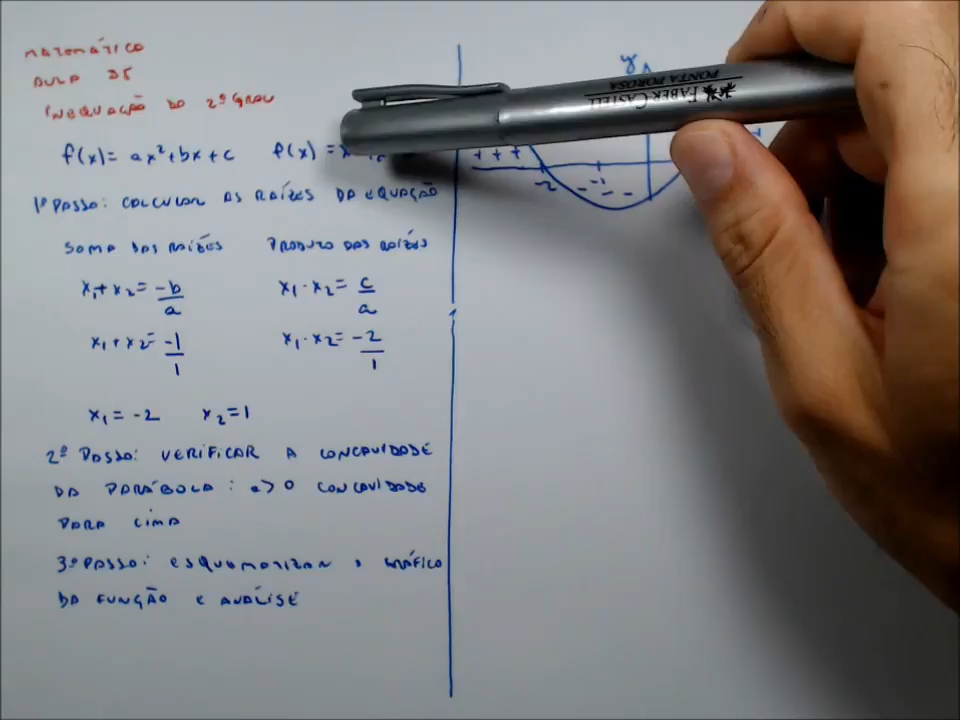 MATEMÁTICA
AULA 35
INEQUAÇÃO DO 2º GRAU
f(x)= ax²+bx+c f(x) =
1º PASSO: CALCULAR AS RAÍZES DA EQUAÇÃO
SOMA DAS RAÍZES PRODUTO DAS RAÍZES
x₁+x₂= -b/a x₁·x₂= c/a
x₁+x₂= -1/1 x₁·x₂= -2/1
x₁= -2 x₂=1
2º PASSO: VERIFICAR A CONCAVIDADE
DA PARÁBOLA: a>0 CONCAVIDADE
PARA CIMA
3º PASSO: ESQUEMATIZAR O GRÁFICO
DA FUNÇÃO E ANÁLISE
y
+ + +
-2 -1
- - - -
FABER CASTELL
PONTA POROSA